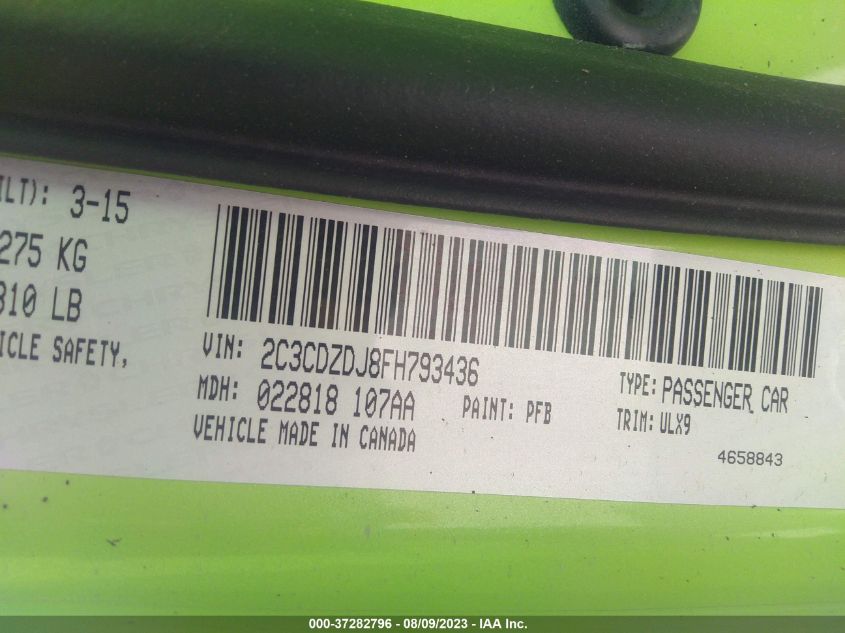 ILT): 3-15
275 KG
310 LB
ICLE SAFETY,
VIN: 2C3CDZDJ8FH793436
MDH: 022818 107AA
PAINT: PFB
VEHICLE MADE IN CANADA
TYPE: PASSENGER CAR
TRIM: ULX9
4658843
000-37282796 - 08/09/2023 - IAA Inc.